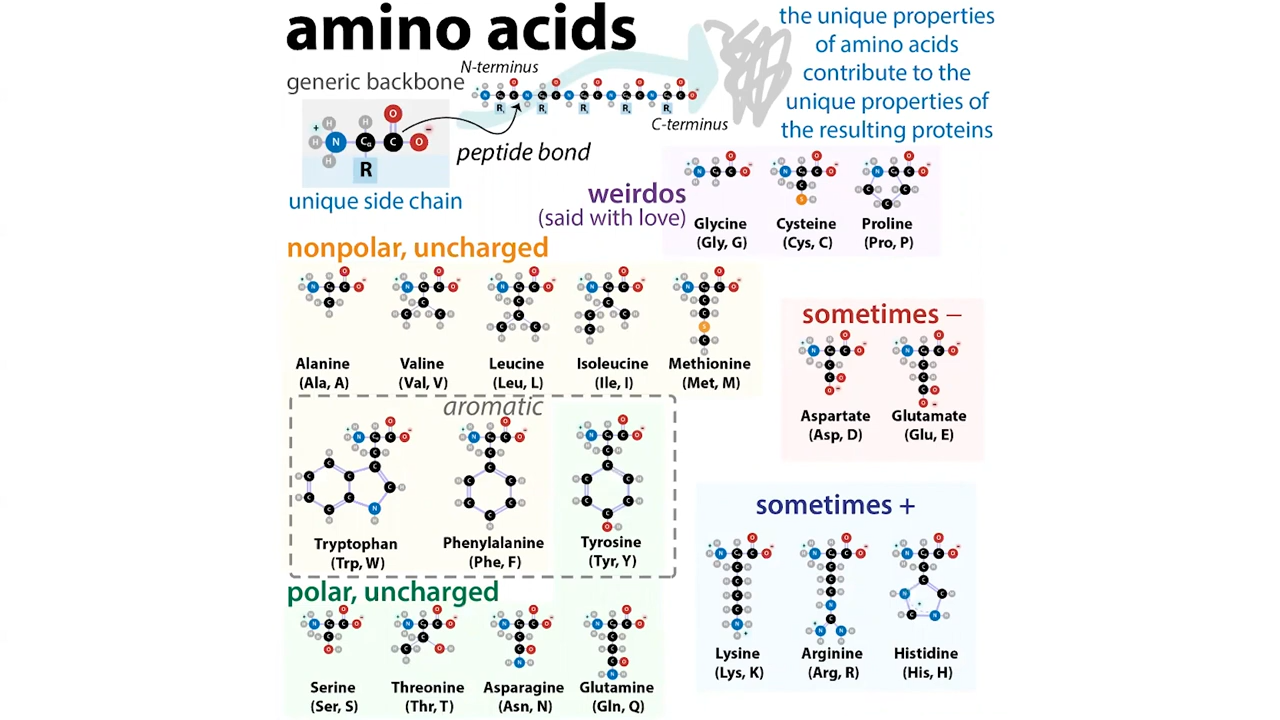 amino acids
the unique properties
of amino acids
contribute to the
unique properties of
the resulting proteins
generic backbone
N-terminus
R R R R R
C-terminus
peptide bond
H H H N Cα C O O R
unique side chain
weirdos
(said with love)
Glycine Cysteine Proline
(Gly, G) (Cys, C) (Pro, P)
nonpolar, uncharged
Alanine Valine Leucine Isoleucine Methionine
(Ala, A) (Val, V) (Leu, L) (Ile, I) (Met, M)
sometimes –
Aspartate Glutamate
(Asp, D) (Glu, E)
aromatic
Tryptophan Phenylalanine Tyrosine
(Trp, W) (Phe, F) (Tyr, Y)
sometimes +
Lysine Arginine Histidine
(Lys, K) (Arg, R) (His, H)
polar, uncharged
Serine Threonine Asparagine Glutamine
(Ser, S) (Thr, T) (Asn, N) (Gln, Q)